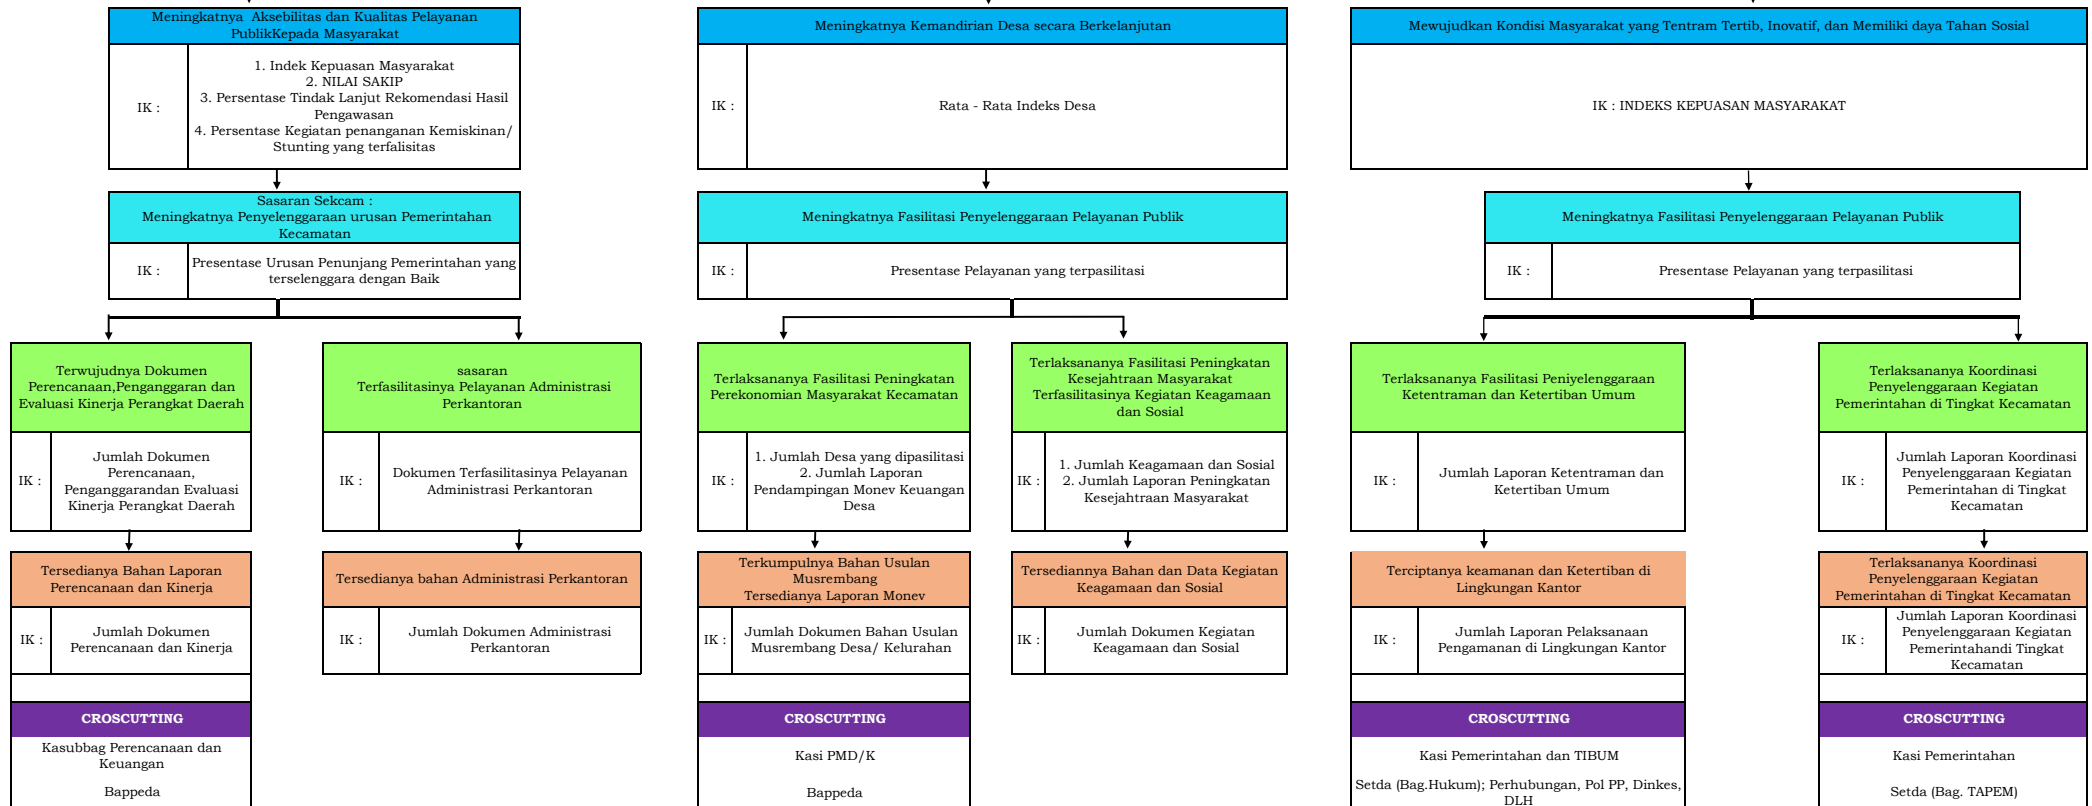 Meningkatnya Aksebilitas dan Kualitas Pelayanan
PublikKepada Masyarakat
IK :
1. Indek Kepuasan Masyarakat
2. NILAI SAKIP
3. Persentase Tindak Lanjut Rekomendasi Hasil
Pengawasan
4. Persentase Kegiatan penanganan Kemiskinan/
Stunting yang terfalisitas
Meningkatnya Kemandirian Desa secara Berkelanjutan
IK :
Rata - Rata Indeks Desa
Mewujudkan Kondisi Masyarakat yang Tentram Tertib, Inovatif, dan Memiliki daya Tahan Sosial
IK : INDEKS KEPUASAN MASYARAKAT
Sasaran Sekcam :
Meningkatnya Penyelenggaraan urusan Pemerintahan
Kecamatan
IK :
Presentase Urusan Penunjang Pemerintahan yang
terselenggara dengan Baik
Meningkatnya Fasilitasi Penyelenggaraan Pelayanan Publik
IK :
Presentase Pelayanan yang terpasilitasi
Meningkatnya Fasilitasi Penyelenggaraan Pelayanan Publik
IK :
Presentase Pelayanan yang terpasilitasi
Terwujudnya Dokumen
Perencanaan,Penganggaran dan
Evaluasi Kinerja Perangkat Daerah
IK :
Jumlah Dokumen
Perencanaan,
Penganggarandan Evaluasi
Kinerja Perangkat Daerah
sasaran
Terfasilitasinya Pelayanan Administrasi
Perkantoran
IK :
Dokumen Terfasilitasinya Pelayanan
Administrasi Perkantoran
Terlaksananya Fasilitasi Peningkatan
Perekonomian Masyarakat Kecamatan
IK :
1. Jumlah Desa yang dipasilitasi
2. Jumlah Laporan
Pendampingan Monev Keuangan
Desa
Terlaksananya Fasilitasi Peningkatan
Kesejahtraan Masyarakat
Terfasilitasinya Kegiatan Keagamaan
dan Sosial
IK :
1. Jumlah Keagamaan dan Sosial
2. Jumlah Laporan Peningkatan
Kesejahtraan Masyarakat
Terlaksananya Fasilitasi Peniyelenggaraan
Ketentraman dan Ketertiban Umum
IK :
Jumlah Laporan Ketentraman dan
Ketertiban Umum
Terlaksananya Koordinasi
Penyelenggaraan Kegiatan
Pemerintahan di Tingkat Kecamatan
IK :
Jumlah Laporan Koordinasi
Penyelenggaraan Kegiatan
Pemerintahan di Tingkat
Kecamatan
Tersedianya Bahan Laporan
Perencanaan dan Kinerja
IK :
Jumlah Dokumen
Perencanaan dan Kinerja
Tersedianya bahan Administrasi Perkantoran
IK :
Jumlah Dokumen Administrasi
Perkantoran
Terkumpulnya Bahan Usulan
Musrembang
Tersedianya Laporan Monev
IK :
Jumlah Dokumen Bahan Usulan
Musrembang Desa/ Kelurahan
Tersediannya Bahan dan Data Kegiatan
Keagamaan dan Sosial
IK :
Jumlah Dokumen Kegiatan
Keagamaan dan Sosial
Terciptanya keamanan dan Ketertiban di
Lingkungan Kantor
IK :
Jumlah Laporan Pelaksanaan
Pengamanan di Lingkungan Kantor
Terlaksananya Koordinasi
Penyelenggaraan Kegiatan
Pemerintahan di Tingkat Kecamatan
IK :
Jumlah Laporan Koordinasi
Penyelenggaraan Kegiatan
Pemerintahandi Tingkat
Kecamatan
CROSCUTTING
Kasubbag Perencanaan dan
Keuangan
Bappeda
CROSCUTTING
Kasi PMD/K
Bappeda
CROSCUTTING
Kasi Pemerintahan dan TIBUM
Setda (Bag.Hukum); Perhubungan, Pol PP, Dinkes,
DLH
CROSCUTTING
Kasi Pemerintahan
Setda (Bag. TAPEM)